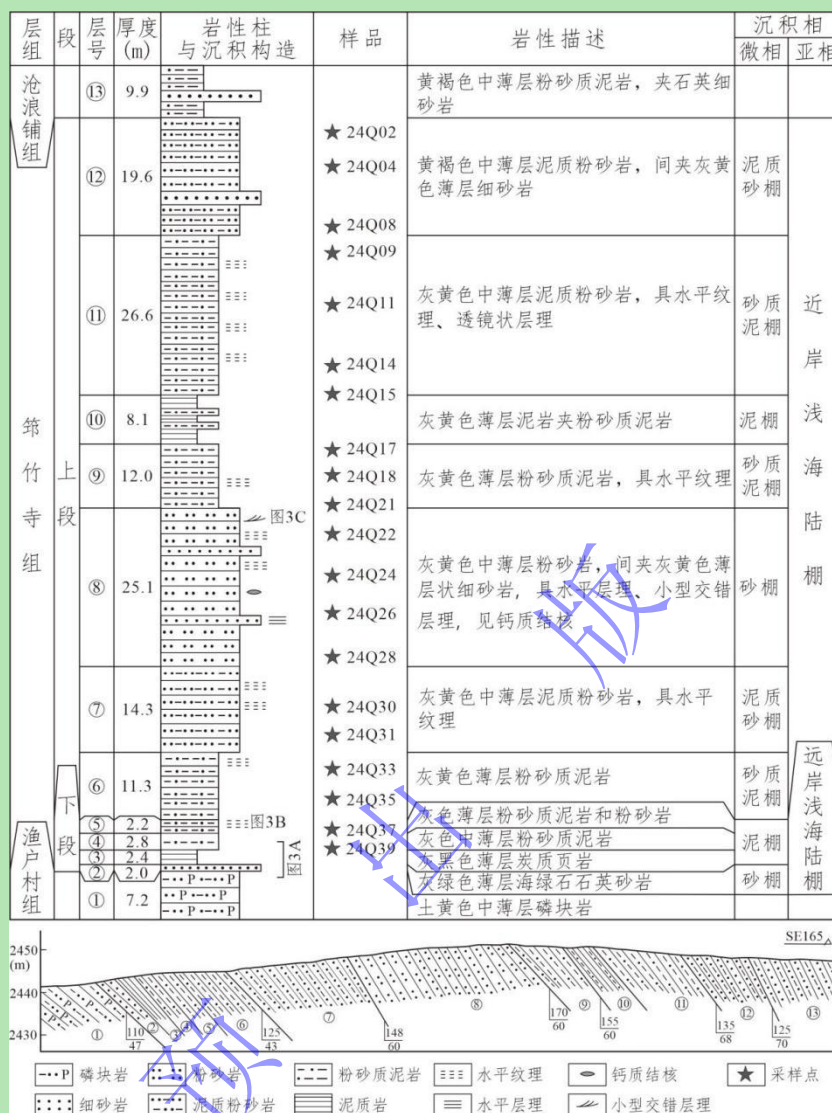 层组 段 层号 厚度(m) 岩性柱与沉积构造 样品 岩性描述 沉积相
微相 亚相
沧浪铺组
筇竹寺组
渔户村组
上段
下段
⑬ 9.9
⑫ 19.6
⑪ 26.6
⑩ 8.1
⑨ 12.0
⑧ 25.1
⑦ 14.3
⑥ 11.3
⑤ 2.2
④ 2.8
③ 2.4
② 2.0
① 7.2
图3C
图3B
图3A
★ 24Q02
★ 24Q04
★ 24Q08
★ 24Q09
★ 24Q11
★ 24Q14
★ 24Q15
★ 24Q17
★ 24Q18
★ 24Q21
★ 24Q22
★ 24Q24
★ 24Q26
★ 24Q28
★ 24Q30
★ 24Q31
★ 24Q33
★ 24Q35
★ 24Q37
★ 24Q39
黄褐色中薄层粉砂质泥岩，夹石英细
砂岩
黄褐色中薄层泥质粉砂岩，间夹灰黄
色薄层细砂岩
灰黄色中薄层泥质粉砂岩，具水平纹
理、透镜状层理
灰黄色薄层泥岩夹粉砂质泥岩
灰黄色薄层粉砂质泥岩，具水平纹理
灰黄色中薄层粉砂岩，间夹灰黄色薄
层状细砂岩，具水平层理、小型交错
层理，见钙质结核
灰黄色中薄层泥质粉砂岩，具水平
纹理
灰黄色薄层粉砂质泥岩
灰色薄层粉砂质泥岩和粉砂岩
灰色中薄层粉砂质泥岩
灰黑色薄层炭质页岩
灰绿色薄层海绿石石英砂岩
土黄色中薄层磷块岩
泥质
砂棚
砂质
泥棚
泥棚
砂质
泥棚
砂棚
泥质
砂棚
砂质
泥棚
泥棚
砂棚
近岸浅海陆棚
远岸浅海陆棚
2450
(m)
2440
2430
SE165
① ② ③ ④ ⑤ ⑥ ⑦ ⑧ ⑨ ⑩ ⑪ ⑫ ⑬
110
47
125
43
148
60
170
60
155
60
135
68
125
70
P 磷块岩 粉砂岩 粉砂质泥岩 水平纹理 钙质结核 ★ 采样点
细砂岩 泥质粉砂岩 泥质岩 水平层理 小型交错层理
预
出
版